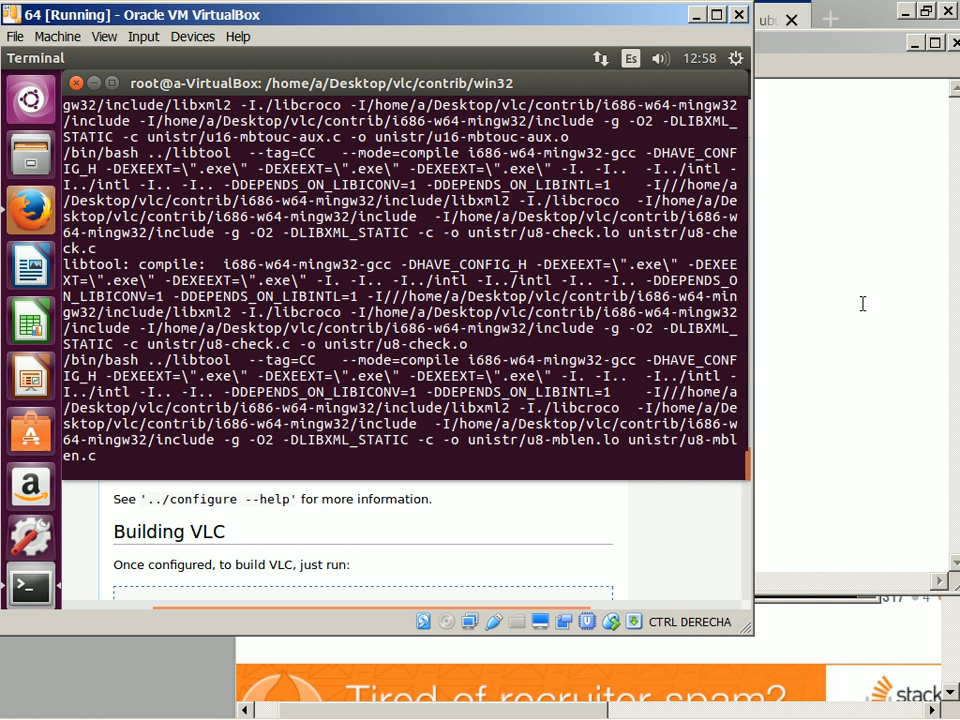 64 [Running] - Oracle VM VirtualBox
ubu
File Machine View Input Devices Help
Terminal
Es
12:58
root@a-VirtualBox: /home/a/Desktop/vlc/contrib/win32
gw32/include/libxml2 -I./libcroco -I/home/a/Desktop/vlc/contrib/i686-w64-mingw32
/include -I/home/a/Desktop/vlc/contrib/i686-w64-mingw32/include -g -O2 -DLIBXML_
STATIC -c unistr/u16-mbtouc-aux.c -o unistr/u16-mbtouc-aux.o
/bin/bash ../libtool  --tag=CC   --mode=compile i686-w64-mingw32-gcc -DHAVE_CONF
IG_H -DEXEEXT=\".exe\" -DEXEEXT=\".exe\" -DEXEEXT=\".exe\" -I. -I..  -I../intl -
I../intl -I.. -I.. -DDEPENDS_ON_LIBICONV=1 -DDEPENDS_ON_LIBINTL=1    -I///home/a
/Desktop/vlc/contrib/i686-w64-mingw32/include/libxml2 -I./libcroco  -I/home/a/De
sktop/vlc/contrib/i686-w64-mingw32/include  -I/home/a/Desktop/vlc/contrib/i686-w
64-mingw32/include -g -O2 -DLIBXML_STATIC -c -o unistr/u8-check.lo unistr/u8-che
ck.c
libtool: compile:  i686-w64-mingw32-gcc -DHAVE_CONFIG_H -DEXEEXT=\".exe\" -DEXEE
XT=\".exe\" -DEXEEXT=\".exe\" -I. -I.. -I../intl -I../intl -I.. -I.. -DDEPENDS_O
N_LIBICONV=1 -DDEPENDS_ON_LIBINTL=1 -I///home/a/Desktop/vlc/contrib/i686-w64-min
gw32/include/libxml2 -I./libcroco -I/home/a/Desktop/vlc/contrib/i686-w64-mingw32
/include -I/home/a/Desktop/vlc/contrib/i686-w64-mingw32/include -g -O2 -DLIBXML_
STATIC -c unistr/u8-check.c -o unistr/u8-check.o
/bin/bash ../libtool  --tag=CC   --mode=compile i686-w64-mingw32-gcc -DHAVE_CONF
IG_H -DEXEEXT=\".exe\" -DEXEEXT=\".exe\" -DEXEEXT=\".exe\" -I. -I..  -I../intl -
I../intl -I.. -I.. -DDEPENDS_ON_LIBICONV=1 -DDEPENDS_ON_LIBINTL=1    -I///home/a
/Desktop/vlc/contrib/i686-w64-mingw32/include/libxml2 -I./libcroco  -I/home/a/De
sktop/vlc/contrib/i686-w64-mingw32/include  -I/home/a/Desktop/vlc/contrib/i686-w
64-mingw32/include -g -O2 -DLIBXML_STATIC -c -o unistr/u8-mblen.lo unistr/u8-mbl
en.c
See '../configure --help' for more information.
Building VLC
Once configured, to build VLC, just run:
CTRL DERECHA
Tired of recruiter spam?
stack